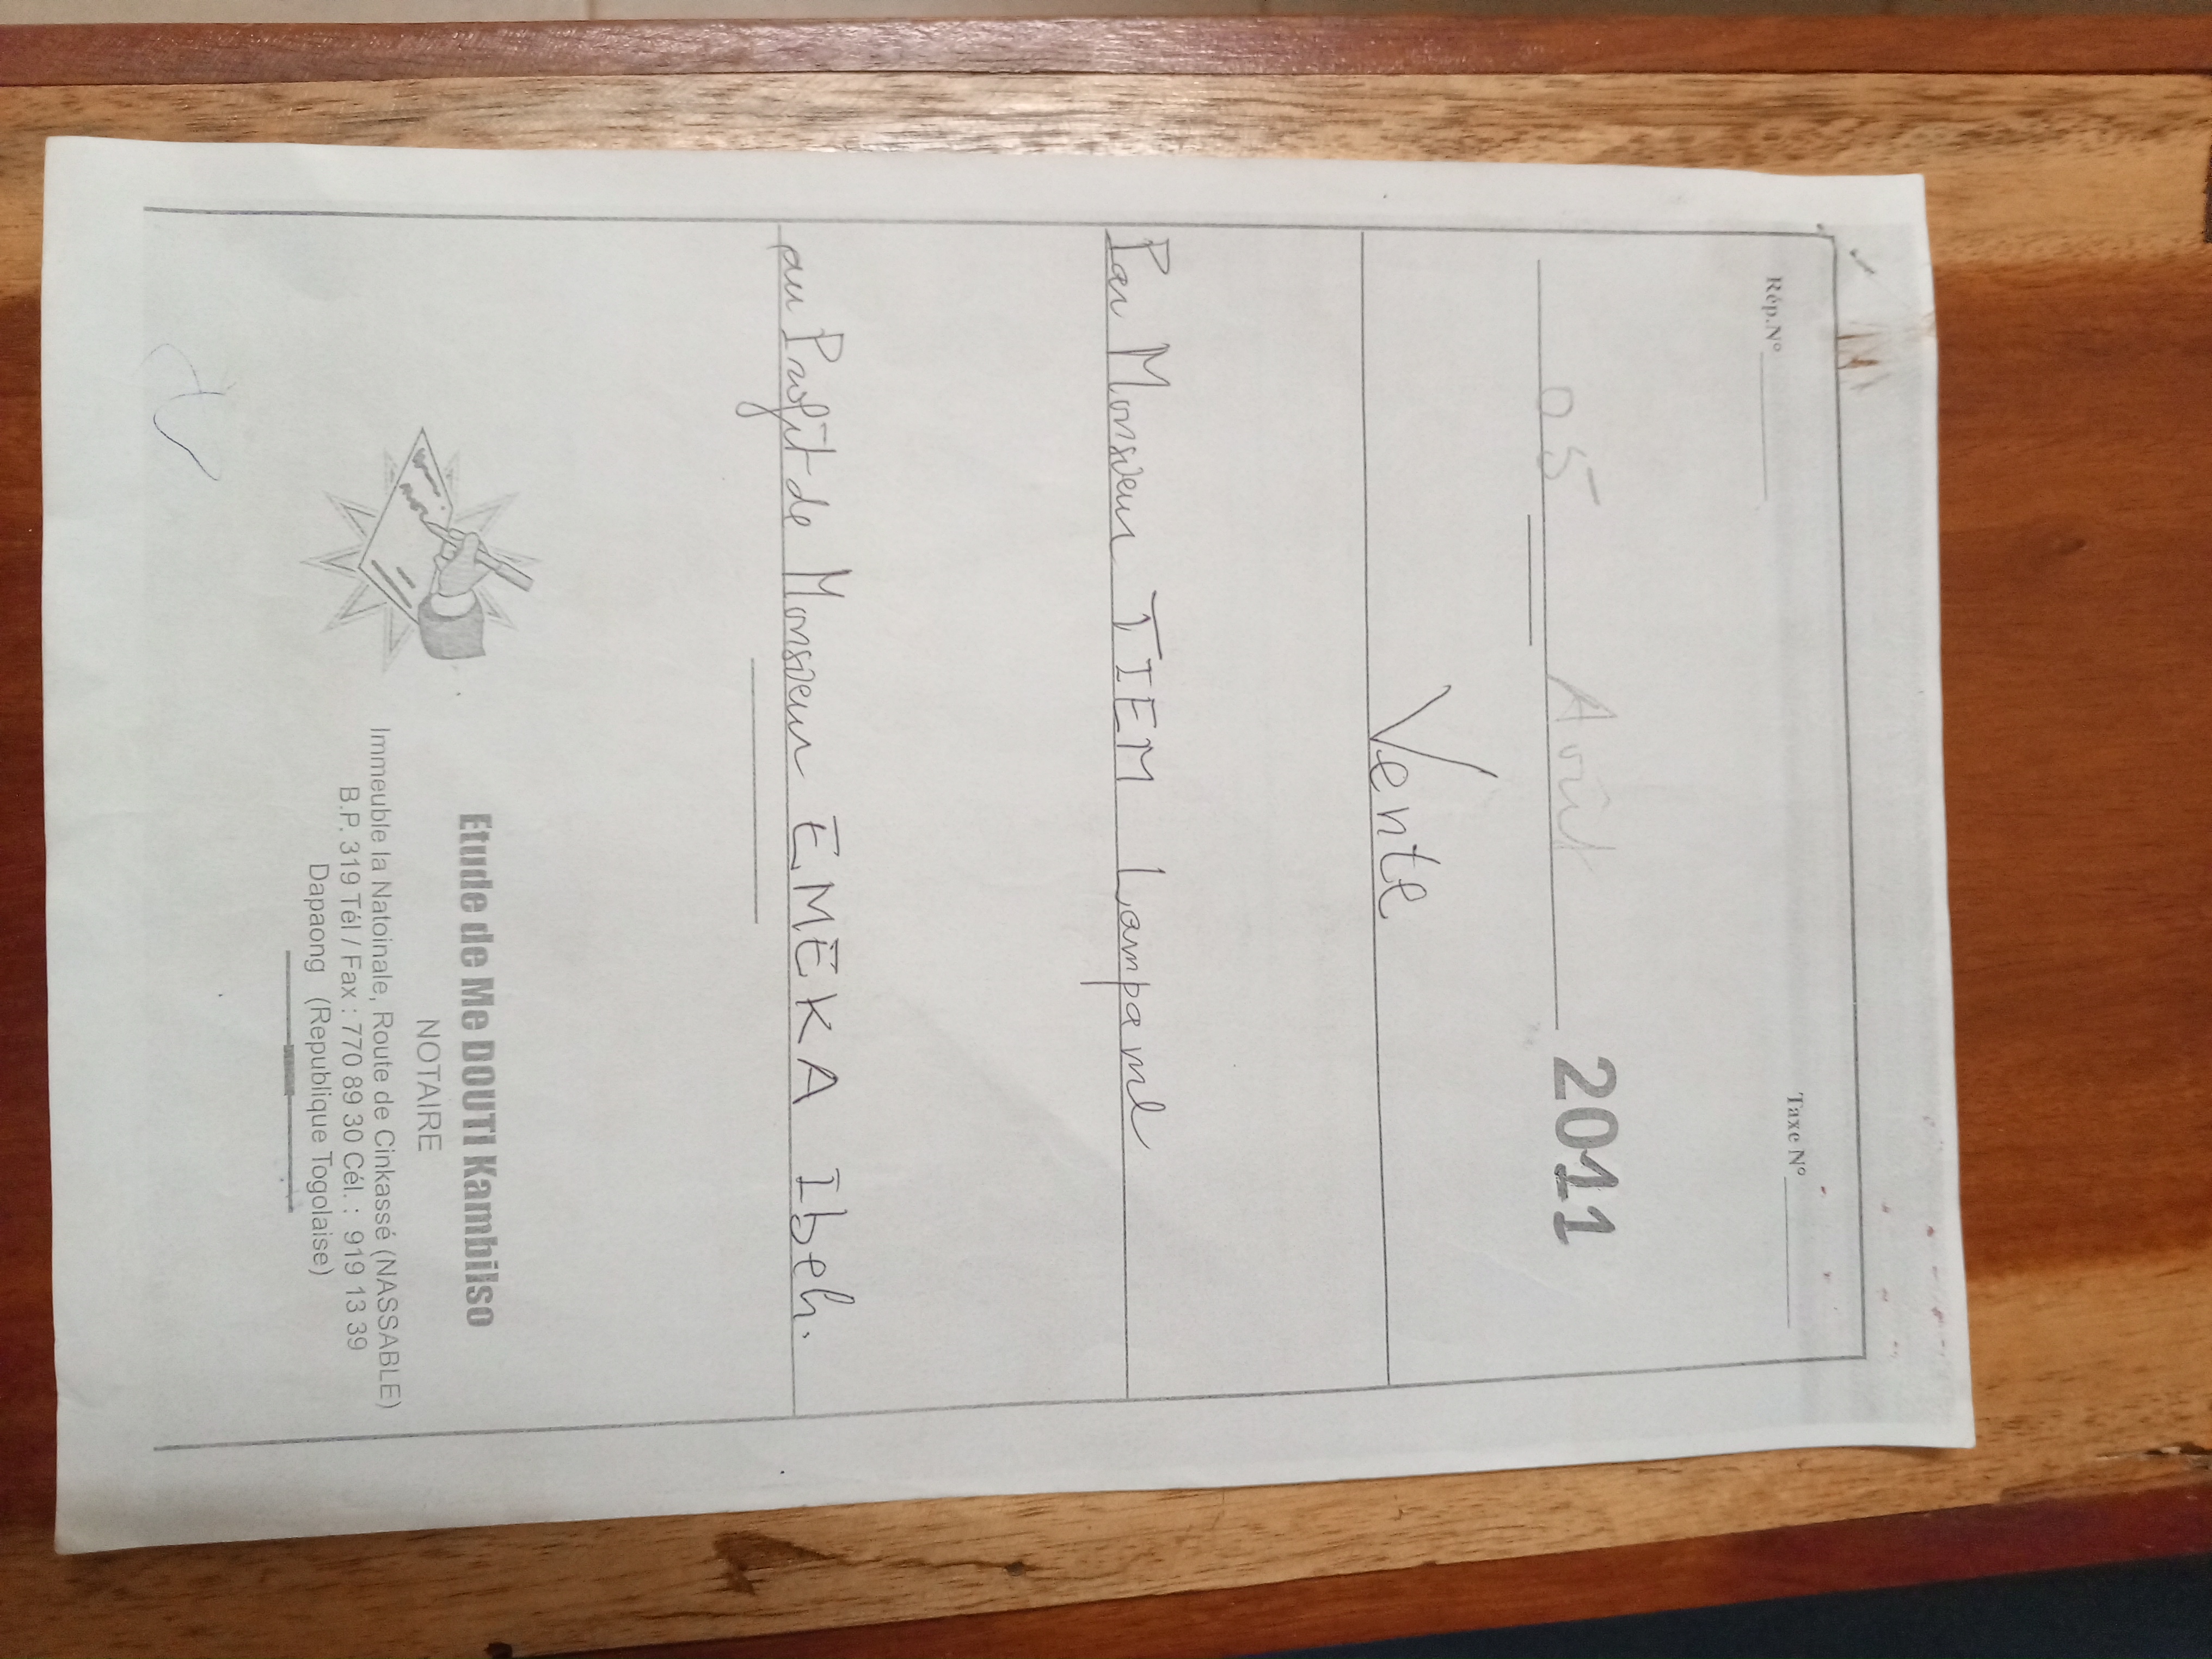 Rép.N° Taxe N°
05 Août 2011
Vente
Par Monsieur TIEM Lampanl
au Profit de Monsieur EMEKA Ibeh.
Etude de Me DOUTI Kambilso
NOTAIRE
Immeuble la Natoinale, Route de Cinkassé (NASSABLE)
B.P. 319 Tél / Fax : 770 89 30 Cél. : 919 13 39
Dapaong (Republique Togolaise)